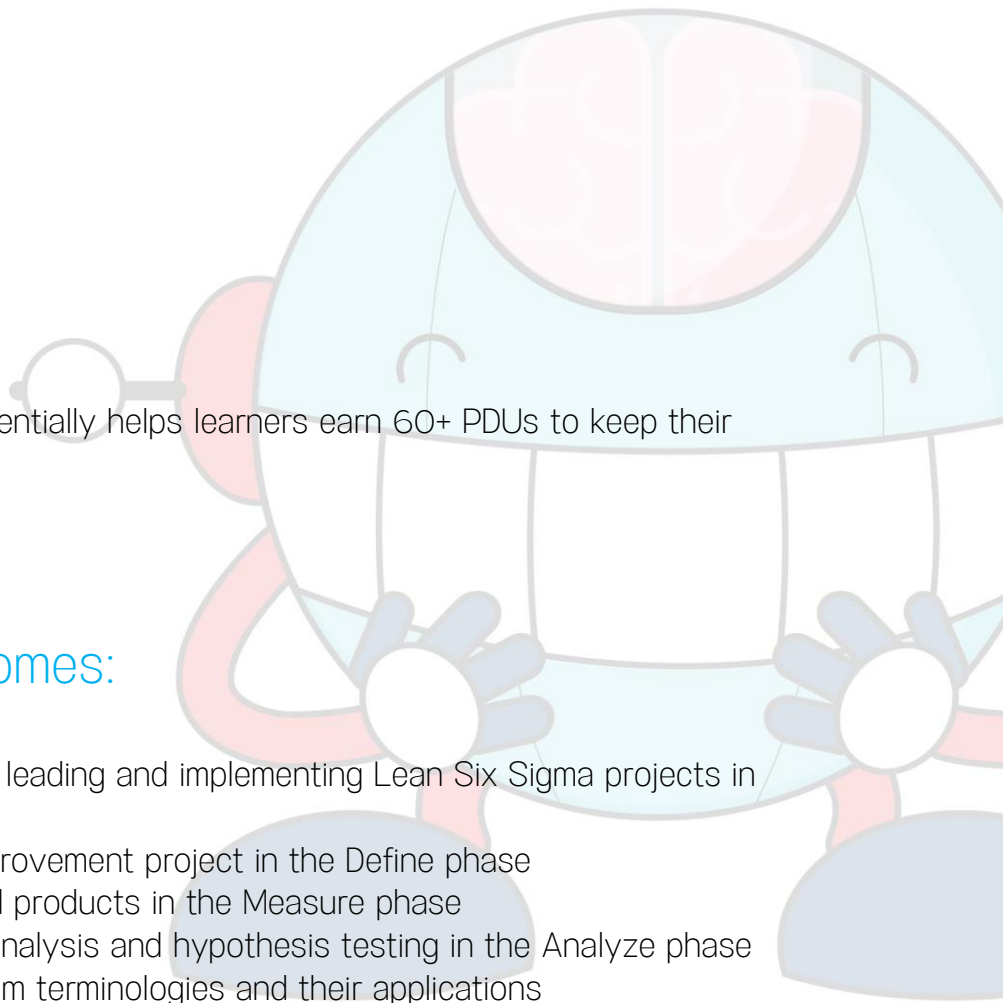 entially helps learners earn 60+ PDUs to keep their
omes:
leading and implementing Lean Six Sigma projects in
rovement project in the Define phase
l products in the Measure phase
nalysis and hypothesis testing in the Analyze phase
m terminologies and their applications